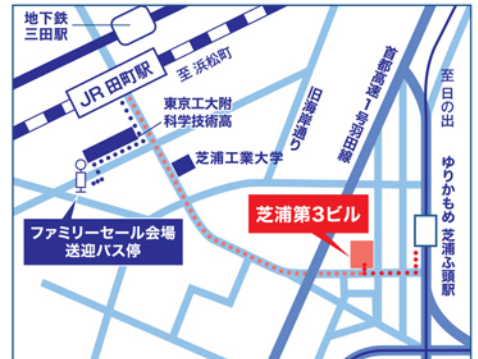 地下鉄
三田駅
JR 田町駅
至 浜松町
東京工大附
科学技術高
芝浦工業大学
ファミリーセール会場
送迎バス停
旧海岸通り
首都高速1号羽田線
芝浦第3ビル
至 日の出
ゆりかもめ 芝浦ふ頭駅